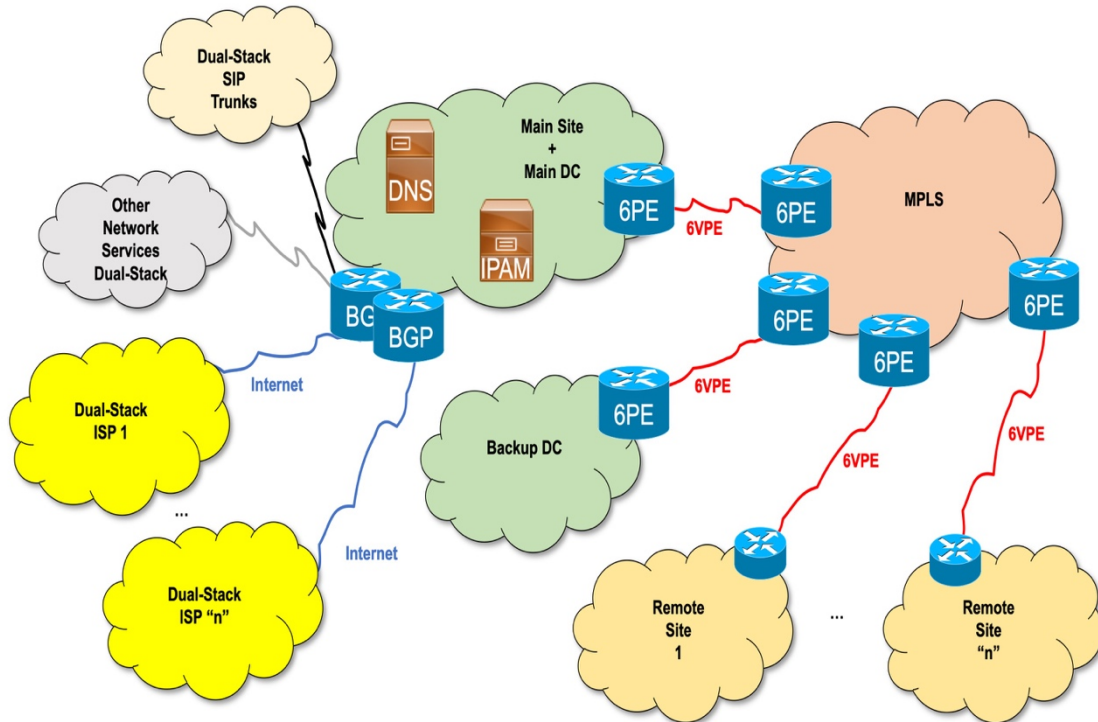 Dual-Stack
SIP
Trunks
Other
Network
Services
Dual-Stack
DNS
IPAM
Main Site
+
Main DC
6PE
6VPE
6PE
MPLS
BG
BGP
6PE
6PE
6PE
Internet
6VPE
6PE
Dual-Stack
ISP 1
Backup DC
6VPE
6VPE
...
Internet
Dual-Stack
ISP “n”
Remote
Site
1
...
Remote
Site
“n”